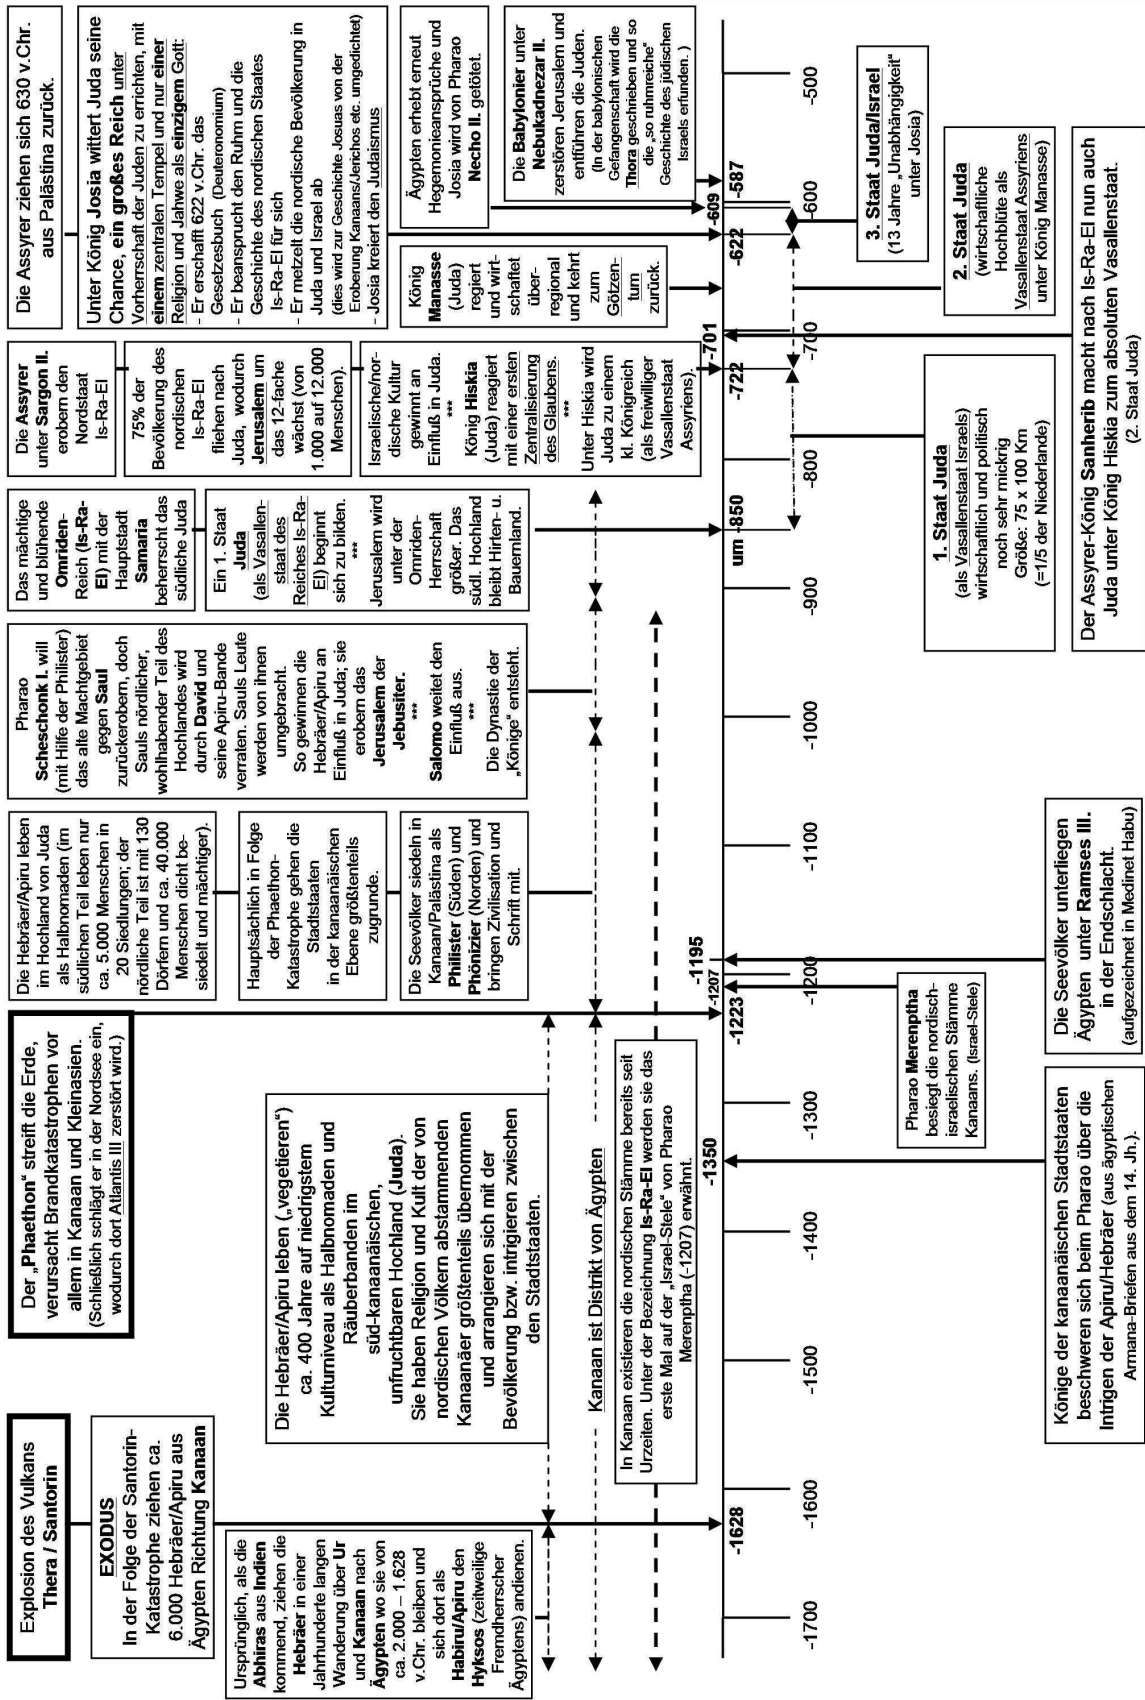 Explosion des Vulkans
Thera / Santorin
EXODUS
In der Folge der Santorin-
Katastrophe ziehen ca.
6.000 Hebräer/Apiru aus
Ägypten Richtung Kanaan
Ursprünglich, als die
Abhiras aus Indien
kommend, ziehen die
Hebräer in einer
Jahrhunderte langen
Wanderung über Ur
und Kanaan nach
Ägypten wo sie von
ca. 2.000 – 1.628
v.Chr. bleiben und
sich dort als
Habiru/Apiru den
Hyksos (zeitweilige
Fremdherrscher
Ägyptens) andienen.
Der „Phaethon“ streift die Erde,
verursacht Brandkatastrophen vor
allem in Kanaan und Kleinasien.
(Schließlich schlägt er in der Nordsee ein,
wodurch dort Atlantis III zerstört wird.)
Die Hebräer/Apiru leben („vegetieren“)
ca. 400 Jahre auf niedrigstem
Kulturniveau als Halbnomaden und
Räuberbanden im
süd-kanaanäischen,
unfruchtbaren Hochland (Juda).
Sie haben Religion und Kult der von
nordischen Völkern abstammenden
Kanaanäer größtenteils übernommen
und arrangieren sich mit der
Bevölkerung bzw. intrigieren zwischen
den Stadtstaaten.
Kanaan ist Distrikt von Ägypten
In Kanaan existieren die nordischen Stämme bereits seit
Urzeiten. Unter der Bezeichnung Is-Ra-El werden sie das
erste Mal auf der „Israel-Stele“ von Pharao
Merenptha (-1207) erwähnt.
Die Hebräer/Apiru leben
im Hochland von Juda
als Halbnomaden (im
südlichen Teil leben nur
ca. 5.000 Menschen in
20 Siedlungen; der
nördliche Teil ist mit 130
Dörfern und ca. 40.000
Menschen dicht be-
siedelt und mächtiger).
Hauptsächlich in Folge
der Phaethon-
Katastrophe gehen die
Stadtstaaten
in der kanaanäischen
Ebene größtenteils
zugrunde.
Die Seevölker siedeln in
Kanaan/Palästina als
Philister (Süden) und
Phönizier (Norden) und
bringen Zivilisation und
Schrift mit.
Pharao
Scheschonk I. will
(mit Hilfe der Philister)
das alte Machtgebiet
gegen Saul
zurückerobern, doch
Sauls nördlicher,
wohlhabender Teil des
Hochlandes wird
durch David und
seine Apiru-Bande
verraten. Sauls Leute
werden von ihnen
umgebracht.
So gewinnen die
Hebräer/Apiru an
Einfluß in Juda; sie
erobern das
Jerusalem der
Jebusiter.
***
Salomo weitet den
Einfluß aus.
***
Die Dynastie der
„Könige“ entsteht.
Das mächtige
und blühende
Omriden-
Reich (Is-Ra-
El) mit der
Hauptstadt
Samaria
beherrscht das
südliche Juda
Ein 1. Staat
Juda
(als Vasallen-
staat des
Reiches Is-Ra-
El) beginnt
sich zu bilden.
***
Jerusalem wird
unter der
Omriden-
Herrschaft
größer. Das
südl. Hochland
bleibt Hirten- u.
Bauernland.
Die Assyrer
unter Sargon II.
erobern den
Nordstaat
Is-Ra-El
75% der
Bevölkerung des
nordischen
Is-Ra-El
fliehen nach
Juda, wodurch
Jerusalem um
das 12-fache
wächst (von
1.000 auf 12.000
Menschen).
Israelische/nor-
dische Kultur
gewinnt an
Einfluß in Juda.
***
König Hiskia
(Juda) reagiert
mit einer ersten
Zentralisierung
des Glaubens.
***
Unter Hiskia wird
Juda zu einem
kl. Königreich
(als freiwilliger
Vasallenstaat
Assyriens).
Die Assyrer ziehen sich 630 v.Chr.
aus Palästina zurück.
Unter König Josia wittert Juda seine
Chance, ein großes Reich unter
Vorherrschaft der Juden zu errichten, mit
einem zentralen Tempel und nur einer
Religion und Jahwe als einzigem Gott:
- Er erschafft 622 v.Chr. das
Gesetzesbuch (Deuteronomium)
- Er beansprucht den Ruhm und die
Geschichte des nordischen Staates
Is-Ra-El für sich
- Er metzelt die nordische Bevölkerung in
Juda und Israel ab
(dies wird zur Geschichte Josuas von der
Eroberung Kanaans/Jerichos etc. umgedichtet)
- Josia kreiert den Judaismus
König
Manasse
(Juda)
regiert
und wirt-
schaftet
über-
regional
und kehrt
zum
Götzen-
tum
zurück.
Ägypten erhebt erneut
Hegemonieansprüche und
Josia wird von Pharao
Necho II. getötet.
Die Babylonier unter
Nebukadnezar II.
zerstören Jerusalem und
entführen die Juden.
(In der babylonischen
Gefangenschaft wird die
Thora geschrieben und so
die „so ruhmreiche“
Geschichte des jüdischen
Israels erfunden. )
-1628
-1350
-1223
-1207
-1195
um -850
-722
-701
-622
-609
-587
-1700
-1600
-1500
-1400
-1300
-1200
-1100
-1000
-900
-800
-700
-600
-500
Könige der kanaanäischen Stadtstaaten
beschweren sich beim Pharao über die
Intrigen der Apiru/Hebräer (aus ägyptischen
Armana-Briefen aus dem 14. Jh.).
Pharao Merenptha
besiegt die nordisch-
israelischen Stämme
Kanaans. (Israel-Stele)
Die Seevölker unterliegen
Ägypten unter Ramses III.
in der Endschlacht.
(aufgezeichnet in Medinet Habu)
1. Staat Juda
(als Vasallenstaat Israels)
wirtschaftlich und politisch
noch sehr mickrig
Größe: 75 x 100 Km
(=1/5 der Niederlande)
Der Assyrer-König Sanherib macht nach Is-Ra-El nun auch
Juda unter König Hiskia zum absoluten Vasallenstaat.
(2. Staat Juda)
2. Staat Juda
(wirtschaftliche
Hochblüte als
Vasallenstaat Assyriens
unter König Manasse)
3. Staat Juda/Israel
(13 Jahre „Unabhängigkeit“
unter Josia)